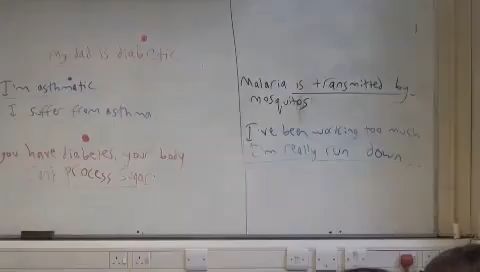 my dad is diabetic
I'm asthmatic
I suffer from asthma
you have diabetes, your body
process sugar
Malaria is transmitted by
mosquitos
I've been working too much
I'm really run down